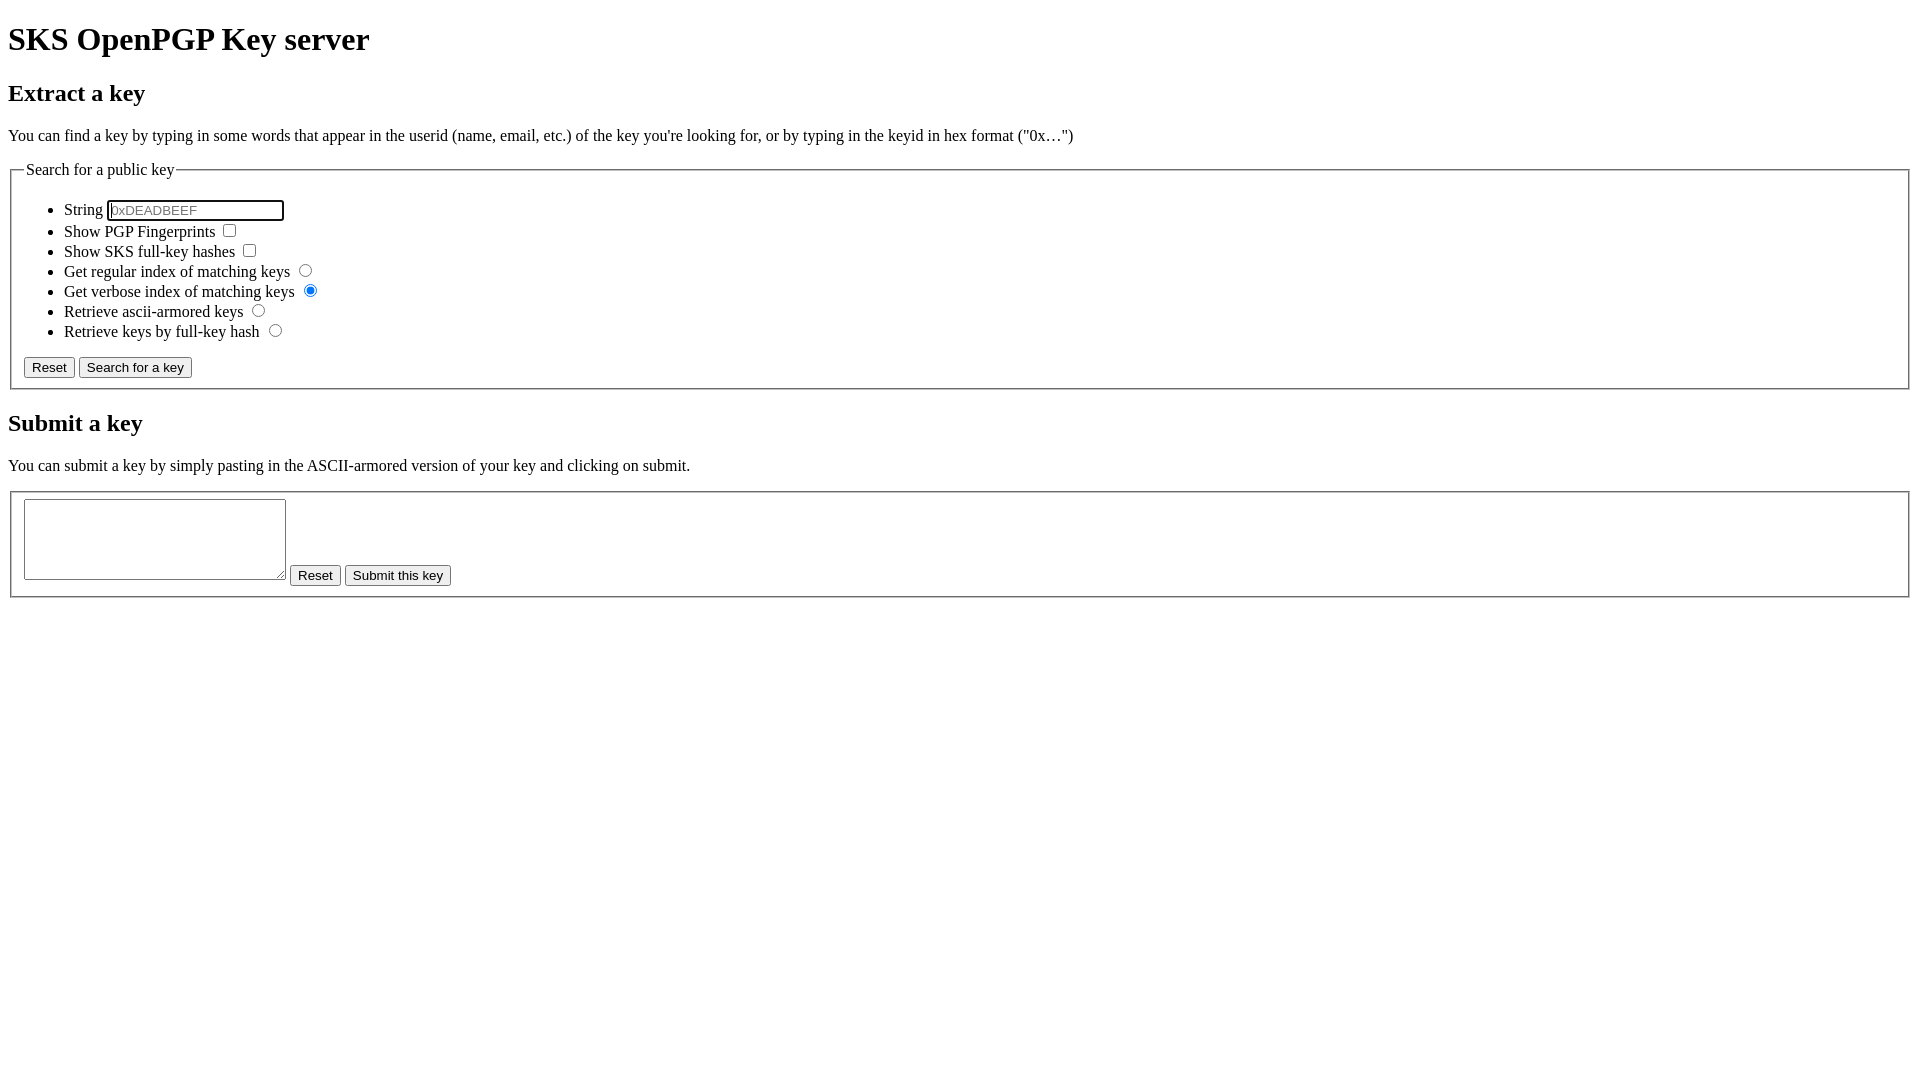 SKS OpenPGP Key server
Extract a key
You can find a key by typing in some words that appear in the userid (name, email, etc.) of the key you're looking for, or by typing in the keyid in hex format ("0x…")
Search for a public key
String 0xDEADBEEF
Show PGP Fingerprints
Show SKS full-key hashes
Get regular index of matching keys
Get verbose index of matching keys
Retrieve ascii-armored keys
Retrieve keys by full-key hash
Reset Search for a key
Submit a key
You can submit a key by simply pasting in the ASCII-armored version of your key and clicking on submit.
Reset Submit this key